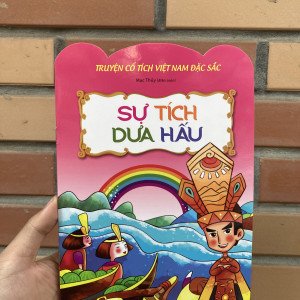 TRUYỆN CỔ TÍCH VIỆT NAM ĐẶC SẮC
SỰ TÍCH
DƯA HẤU